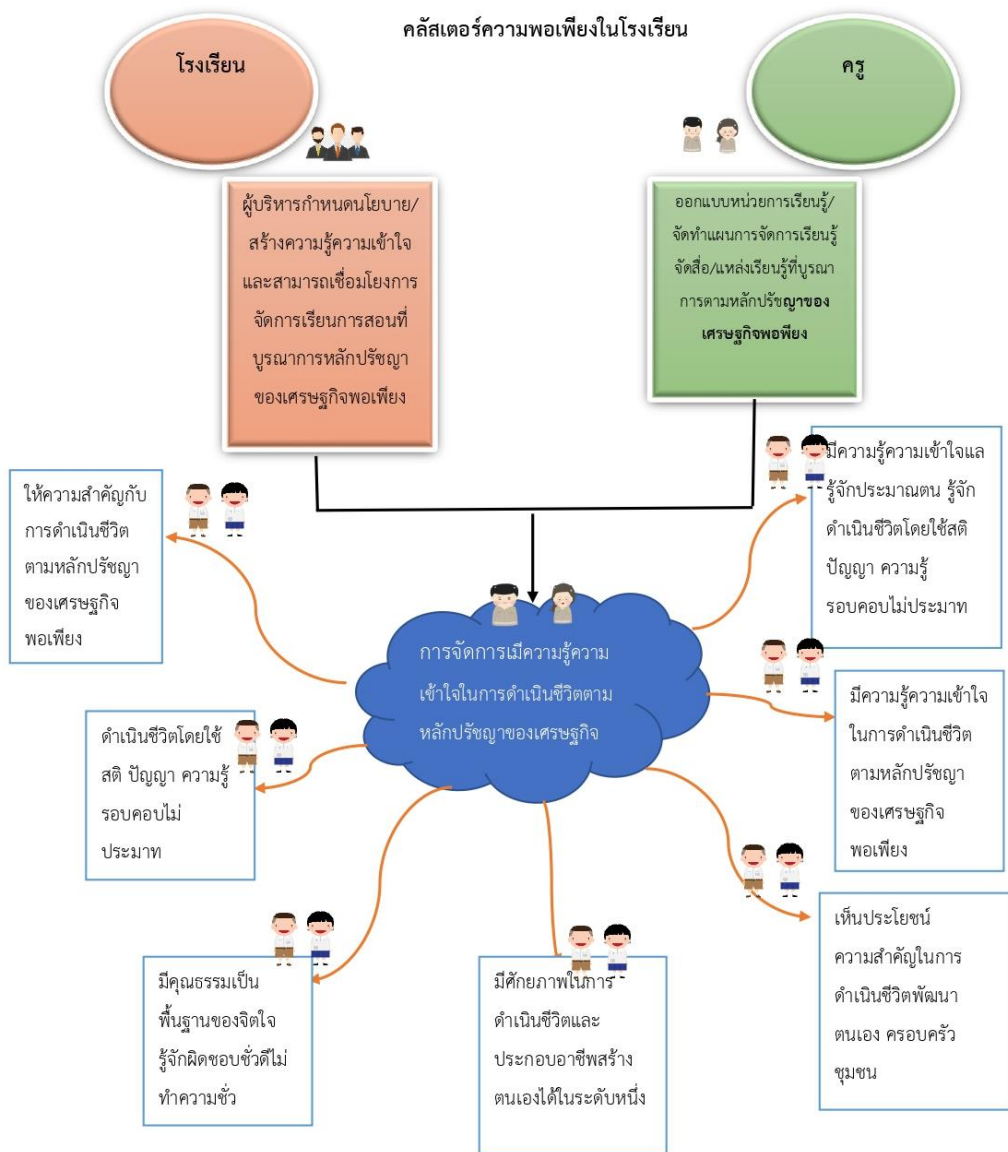 คลัสเตอร์ความพอเพียงในโรงเรียน
โรงเรียน
ครู
ผู้บริหารกำหนดนโยบาย/
สร้างความรู้ความเข้าใจ
และสามารถเชื่อมโยงการ
จัดการเรียนการสอนที่
บูรณาการหลักปรัชญา
ของเศรษฐกิจพอเพียง
ออกแบบหน่วยการเรียนรู้/
จัดทำแผนการจัดการเรียนรู้
จัดสื่อ/แหล่งเรียนรู้ที่บูรณา
การตามหลักปรัชญาของ
เศรษฐกิจพอพียง
ให้ความสำคัญกับ
การดำเนินชีวิต
ตามหลักปรัชญา
ของเศรษฐกิจ
พอเพียง
มีความรู้ความเข้าใจแล
รู้จักประมาณตน รู้จัก
ดำเนินชีวิตโดยใช้สติ
ปัญญา ความรู้
รอบคอบไม่ประมาท
การจัดการเมีความรู้ความ
เข้าใจในการดำเนินชีวิตตาม
หลักปรัชญาของเศรษฐกิจ
ดำเนินชีวิตโดยใช้
สติ ปัญญา ความรู้
รอบคอบไม่
ประมาท
มีความรู้ความเข้าใจ
ในการดำเนินชีวิต
ตามหลักปรัชญา
ของเศรษฐกิจ
พอเพียง
มีคุณธรรมเป็น
พื้นฐานของจิตใจ
รู้จักผิดชอบชั่วดีไม่
ทำความชั่ว
มีศักยภาพในการ
ดำเนินชีวิตและ
ประกอบอาชีพสร้าง
ตนเองได้ในระดับหนึ่ง
เห็นประโยชน์
ความสำคัญในการ
ดำเนินชีวิตพัฒนา
ตนเอง ครอบครัว
ชุมชน